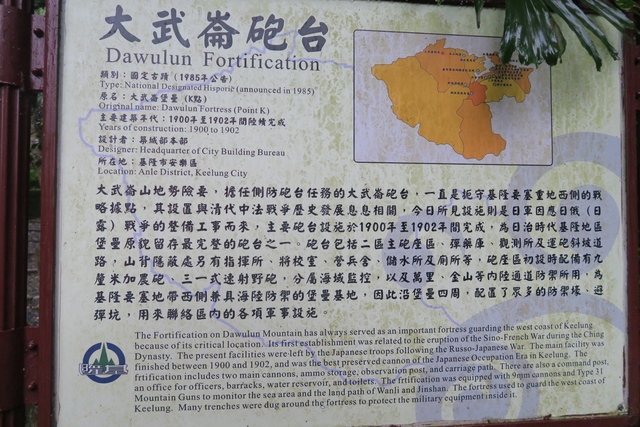 大武崙砲台
Dawulun Fortification
類別：國定古蹟（1985年公告）
Type: National Designated Hisporic (announced in 1985)
原名：大武崙堡壘（K點）
Original name: Dawulun Fortress (Point K)
主要建築年代：1900年至1902年間陸續完成
Years of construction: 1900 to 1902
設計者：築城部本部
Designer: Headquarter of City Building Bureau
所在地：基隆市安樂區
Location: Anle District, Keelung City
大武崙山地勢險要，擔任側防砲台任務的大武崙砲台，一直是扼守基隆要塞重地西側的戰
略據點，其設置與清代中法戰爭歷史發展息息相關，今日所見設施則是日軍因應日俄（日
露）戰爭的整備工事而來，主要砲台設施於1900年至1902年間完成，為日治時代基隆地區
堡壘原貌留存最完整的砲台之一。砲台包括二區主砲座區、彈藥庫、觀測所及運砲斜坡道
路，山背隱蔽處另有指揮所、將校室、營兵舍、儲水所及廁所等，砲座區初設時配備有九
釐米加農砲、三一式速射野砲，分屬海域監控，以及萬里、金山等內陸通道防禦所用，為
基隆要塞地帶西側兼具海陸防禦的堡壘基地，因此沿堡壘四周，配置了眾多的防禦壕、避
彈坑，用來聯絡區內的各項軍事設施。
The Fortification on Dawulun Mountain has always served as an important fortress guarding the west coast of Keelung
because of its critical location. Its first establishment was related to the eruption of the Sino-French War during the Ching
Dynasty. The present facilities were left by the Japanese troops following the Russo-Japanese War. The main facility was
finished between 1900 and 1902, and was the best preserved cannon of the Japanese Occupation Era in Keelung. The
frtification includes two main cannons, ammo storage, observation post, and carriage path. There are also a command post,
an office for officers, barracks, water reservoir, and toilets. The frtification was equipped with 9mm cannons and Type 31
Mountain Guns to monitor the sea area and the land path of Wanli and Jinshan. The fortress used to guard the west coast of
Keelung. Many trenches were dug around the fortress to protect the military equipment inside it.